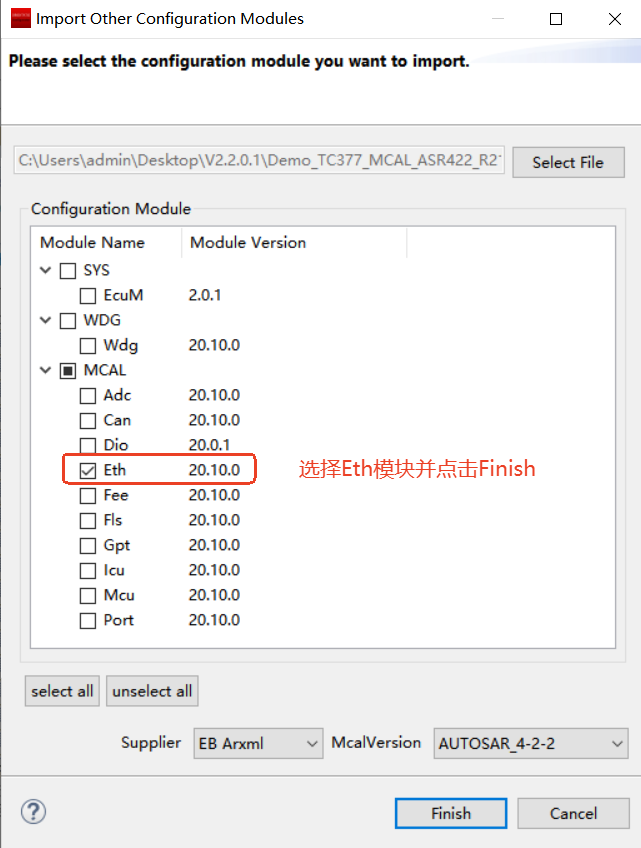 Import Other Configuration Modules
Please select the configuration module you want to import.
C:\Users\admin\Desktop\V2.2.0.1\Demo_TC377_MCAL_ASR422_R21 Select File
Configuration Module
Module Name Module Version
SYS
EcuM 2.0.1
WDG
Wdg 20.10.0
MCAL
Adc 20.10.0
Can 20.10.0
Dio 20.0.1
Eth 20.10.0 选择Eth模块并点击Finish
Fee 20.10.0
Fls 20.10.0
Gpt 20.10.0
Icu 20.10.0
Mcu 20.10.0
Port 20.10.0
select all unselect all
Supplier EB Arxml McalVersion AUTOSAR_4-2-2
? Finish Cancel